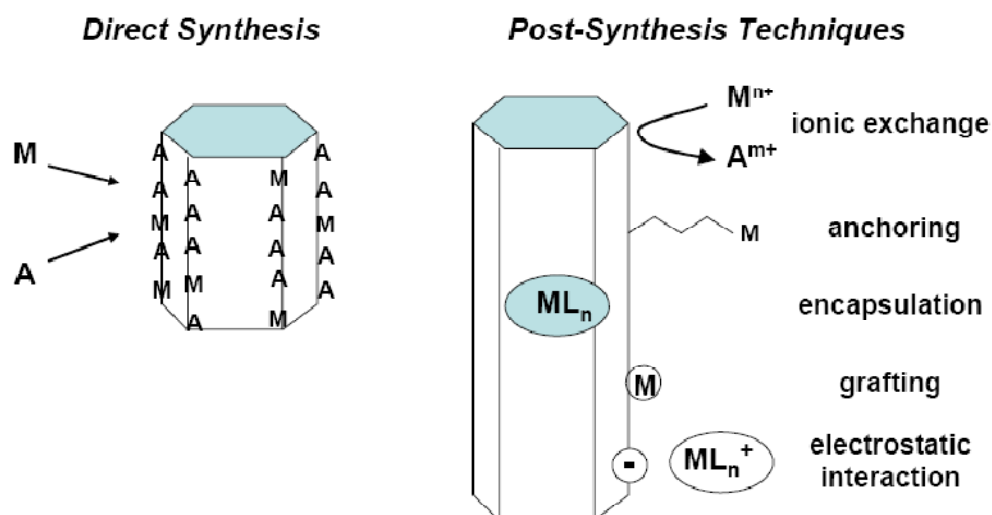 Direct Synthesis
Post-Synthesis Techniques
M
A
A
A
M
A
M
A
A
A
M
A
M
A
A
A
M
A
A
M
A
A
Mⁿ⁺
Aᵐ⁺
ionic exchange
M
anchoring
MLₙ
encapsulation
M
grafting
-
MLₙ⁺
electrostatic
interaction